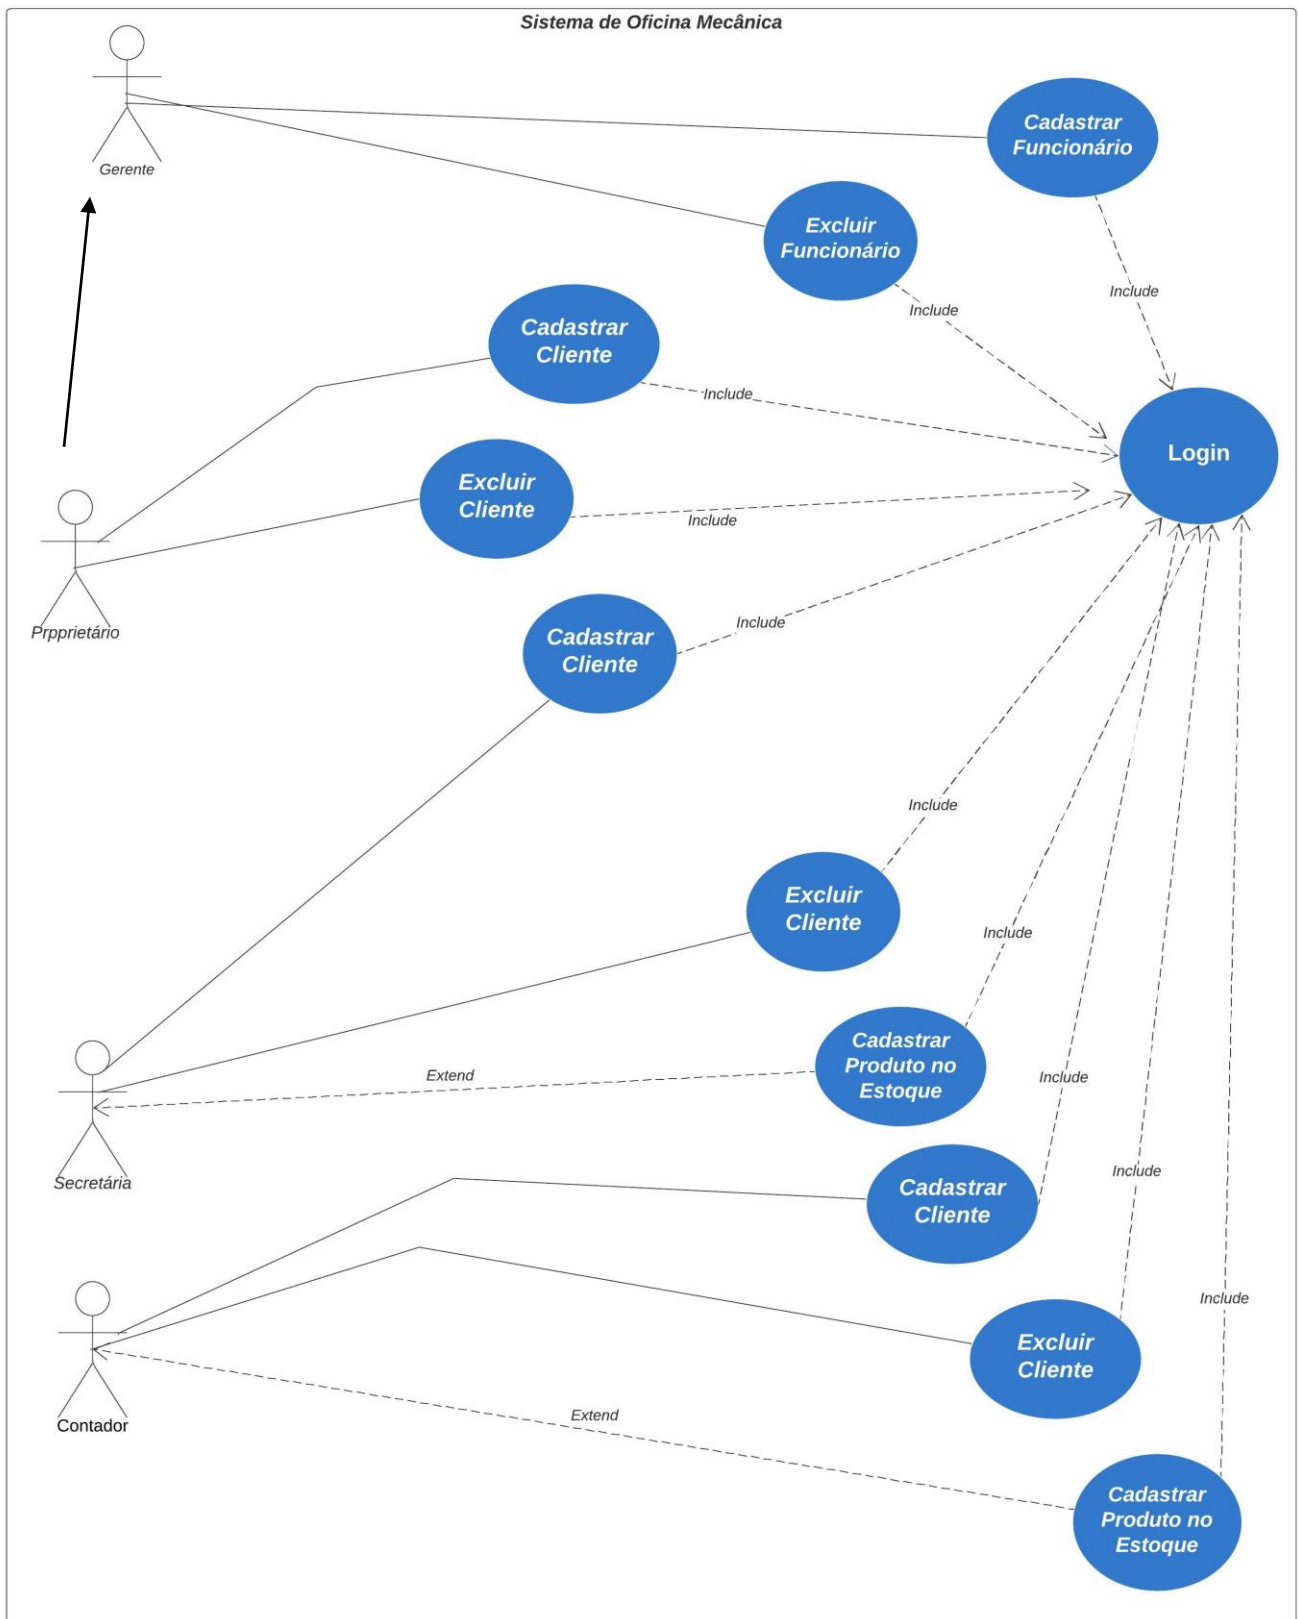 Sistema de Oficina Mecânica
Gerente
Cadastrar
Funcionário
Excluir
Funcionário
Include
Include
Cadastrar
Cliente
Include
Login
Excluir
Cliente
Include
Prpprietário
Cadastrar
Cliente
Include
Include
Excluir
Cliente
Include
Cadastrar
Produto no
Estoque
Extend
Include
Secretária
Cadastrar
Cliente
Include
Excluir
Cliente
Include
Contador
Extend
Cadastrar
Produto no
Estoque